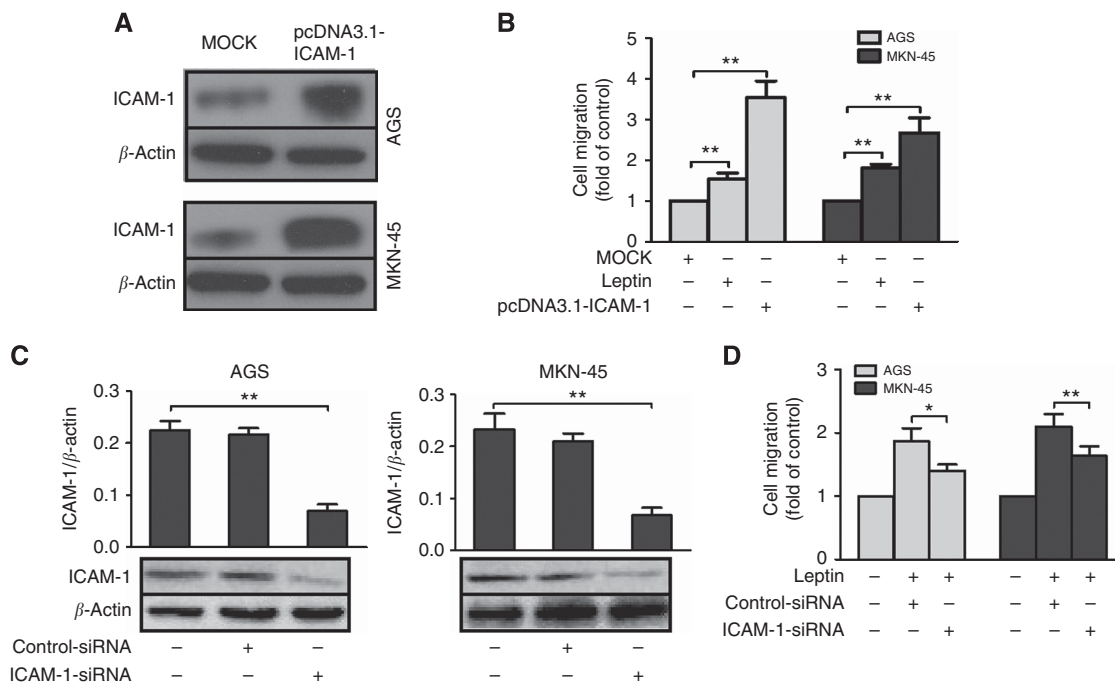 A
MOCK
pcDNA3.1-
ICAM-1
ICAM-1
β-Actin
AGS
ICAM-1
β-Actin
MKN-45
B
AGS
MKN-45
Cell migration
(fold of control)
5
4
3
2
1
0
** ** ** **
MOCK + – – + – –
Leptin – + – – + –
pcDNA3.1-ICAM-1 – – + – – +
C
AGS
ICAM-1/β-actin
0.3
0.2
0.1
0.0
**
ICAM-1
β-Actin
Control-siRNA – + –
ICAM-1-siRNA – – +
MKN-45
ICAM-1/β-actin
0.3
0.2
0.1
0.0
**
– + –
– – +
D
AGS
MKN-45
Cell migration
(fold of control)
3
2
1
0
* **
Leptin – + + – + +
Control-siRNA – + – – + –
ICAM-1-siRNA – – + – – +